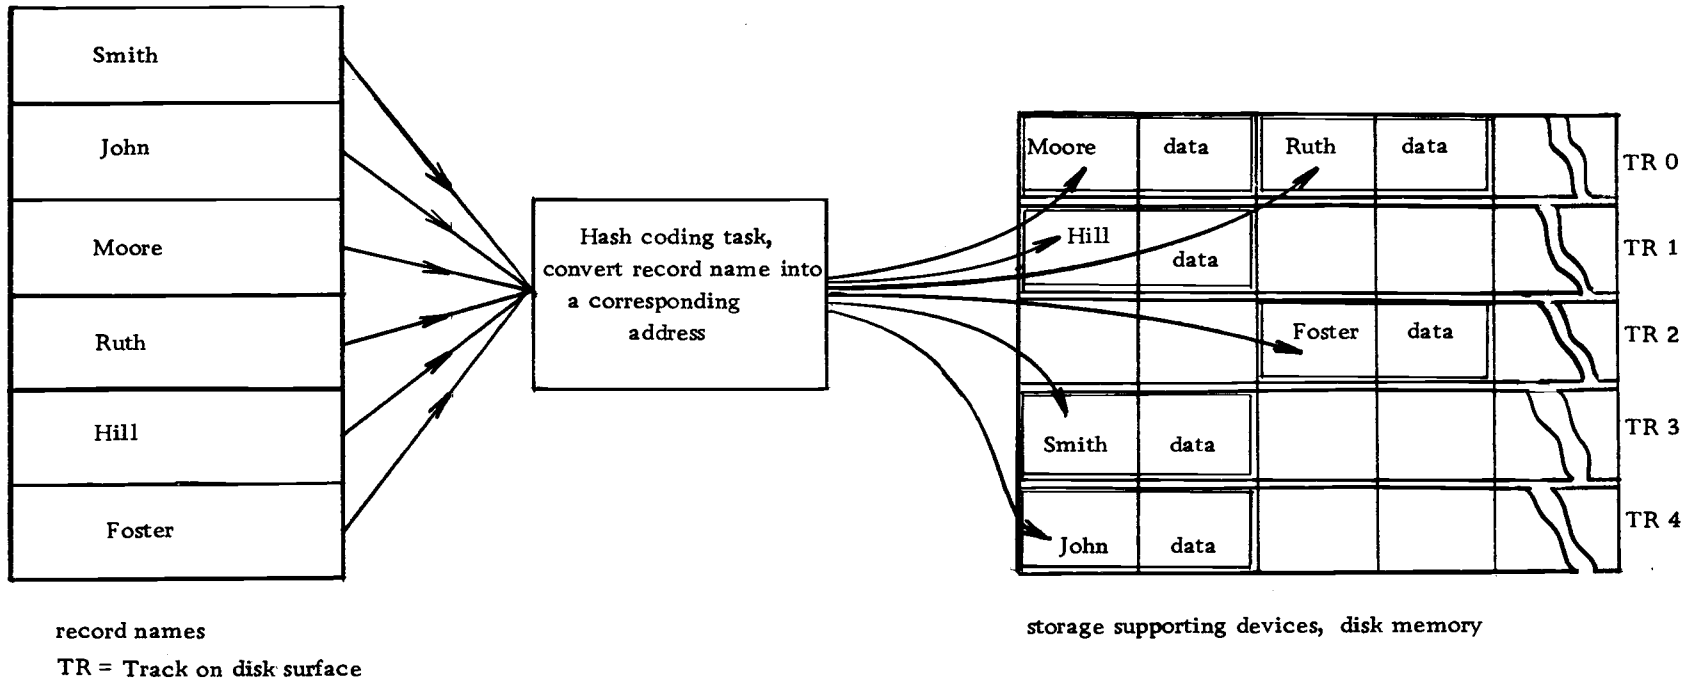 Smith
John
Moore
Ruth
Hill
Foster
record names
TR = Track on disk surface
Hash coding task,
convert record name into
a corresponding
address
Moore data Ruth data TR 0
Hill
data
TR 1
Foster data TR 2
Smith data TR 3
John data TR 4
storage supporting devices, disk memory